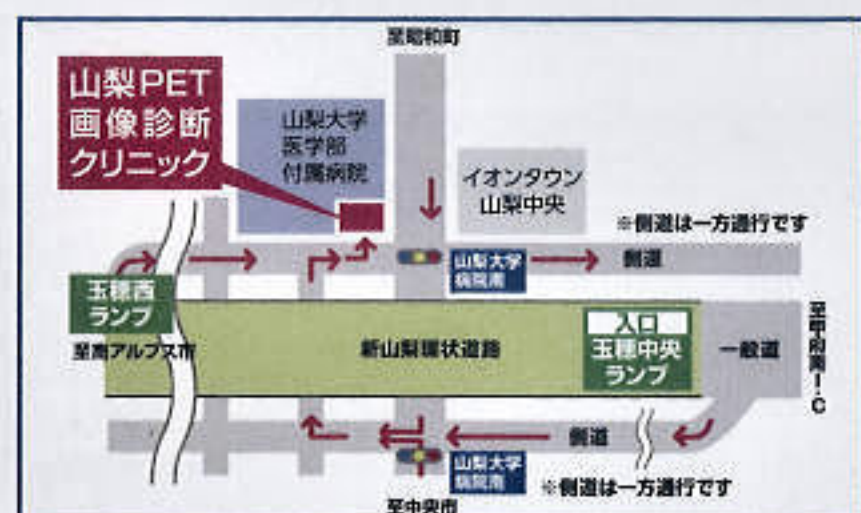 至昭和町
山梨PET
画像診断
クリニック
山梨大学
医学部
付属病院
イオンタウン
山梨中央
※側道は一方通行です
山梨大学
病院南
側道
玉穂西
ランプ
至南アルプス市
新山梨環状道路
入口
玉穂中央
ランプ
一般道
至甲府南I・C
側道
山梨大学
病院南
※側道は一方通行です
至中央市